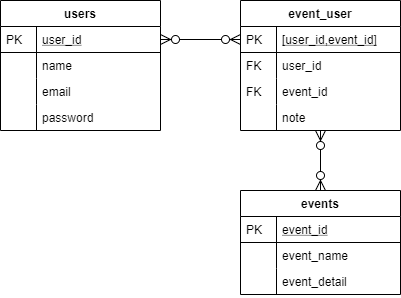 users
PK user_id
name
email
password
event_user
PK [user_id,event_id]
FK user_id
FK event_id
note
events
PK event_id
event_name
event_detail